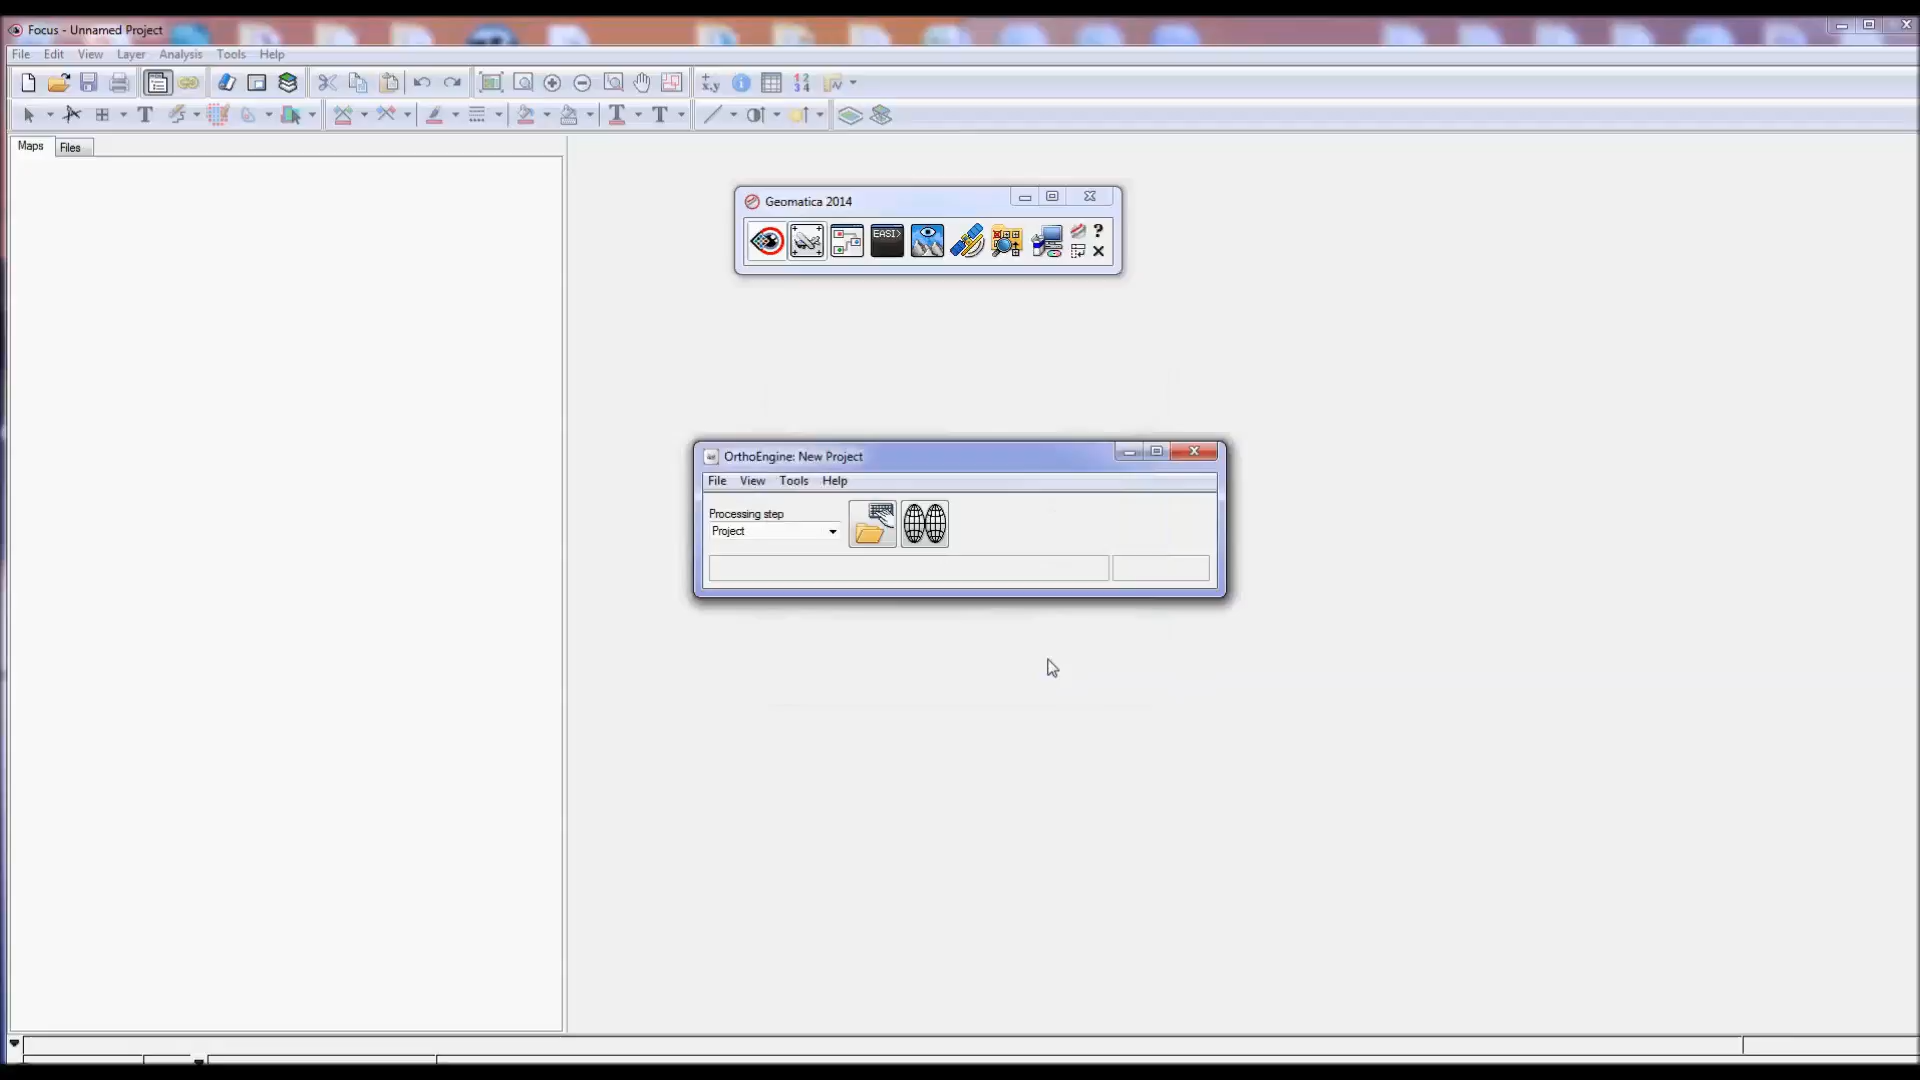 Focus - Unnamed Project
File Edit View Layer Analysis Tools Help
Maps Files
Geomatica 2014
EASI>
OrthoEngine: New Project
File View Tools Help
Processing step
Project